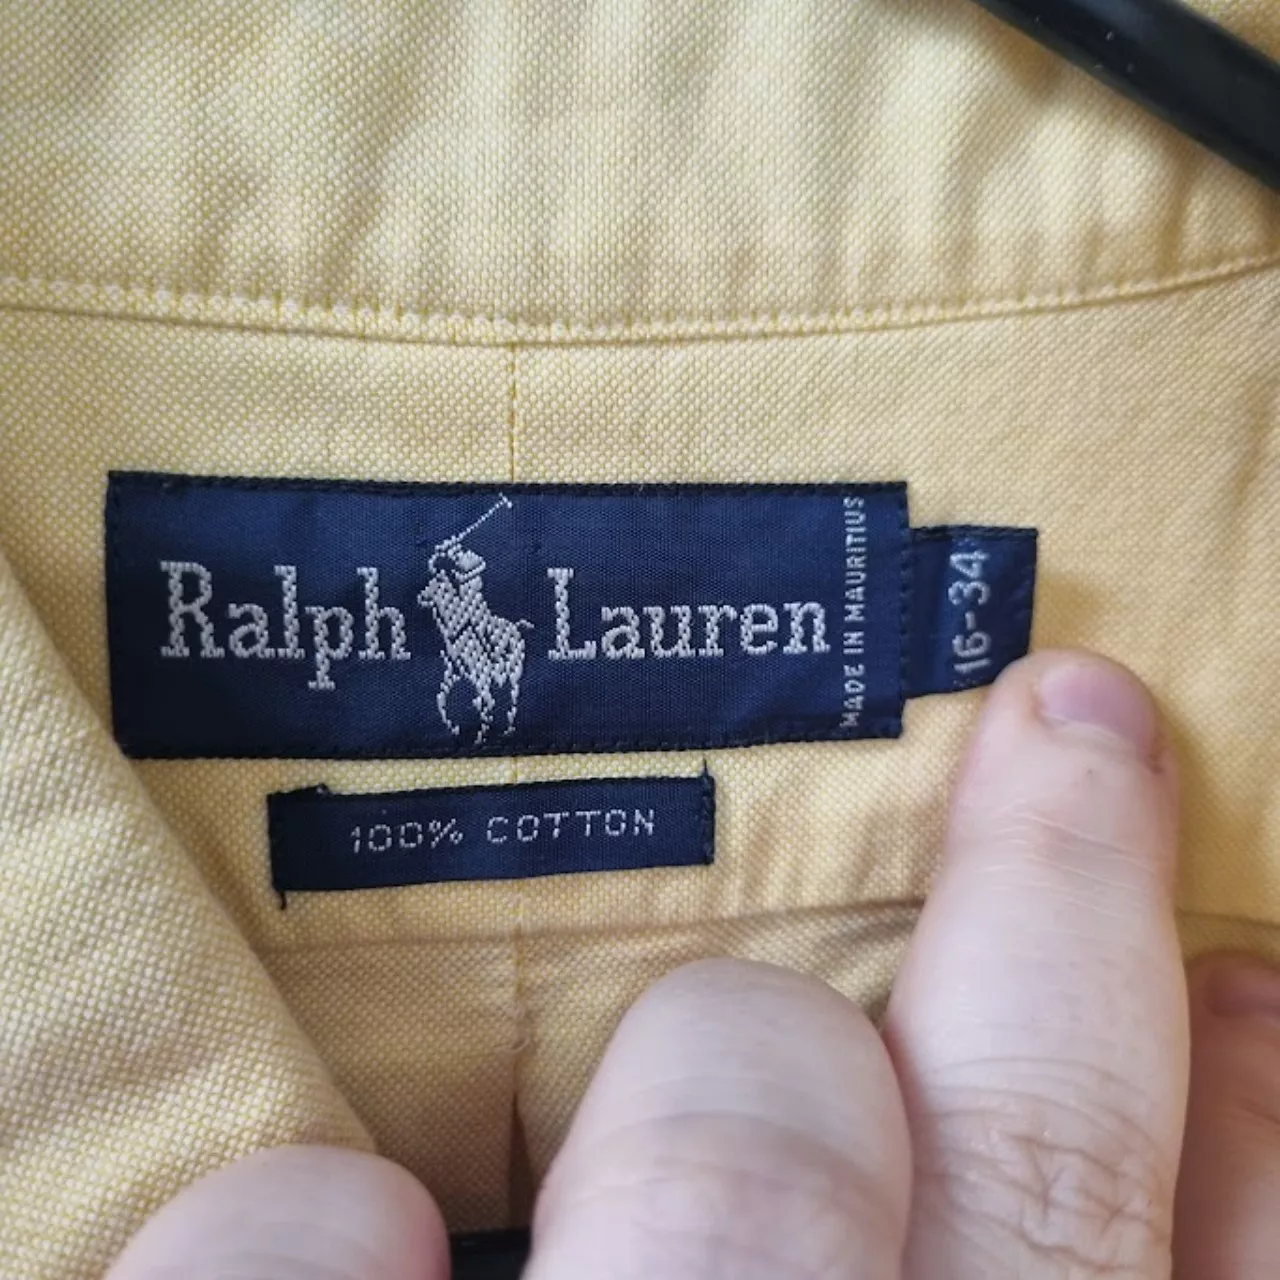 Ralph Lauren
MADE IN MAURITIUS
16-34
100% COTTON